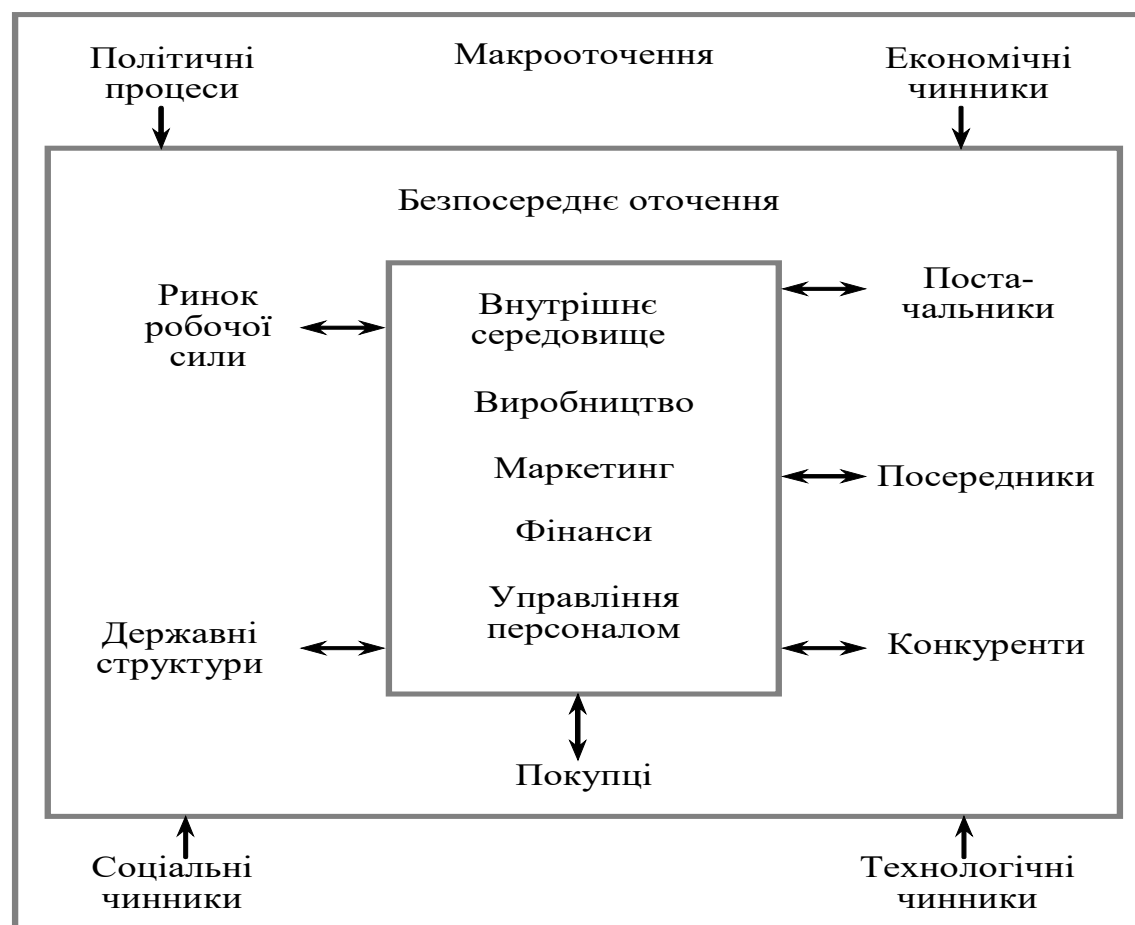 Політичні
процеси
Макрооточення
Економічні
чинники
Безпосереднє оточення
Ринок
робочої
сили
Внутрішнє
середовище
Поста-
чальники
Виробництво
Маркетинг
Посередники
Фінанси
Управління
персоналом
Державні
структури
Конкуренти
Покупці
Соціальні
чинники
Технологічні
чинники